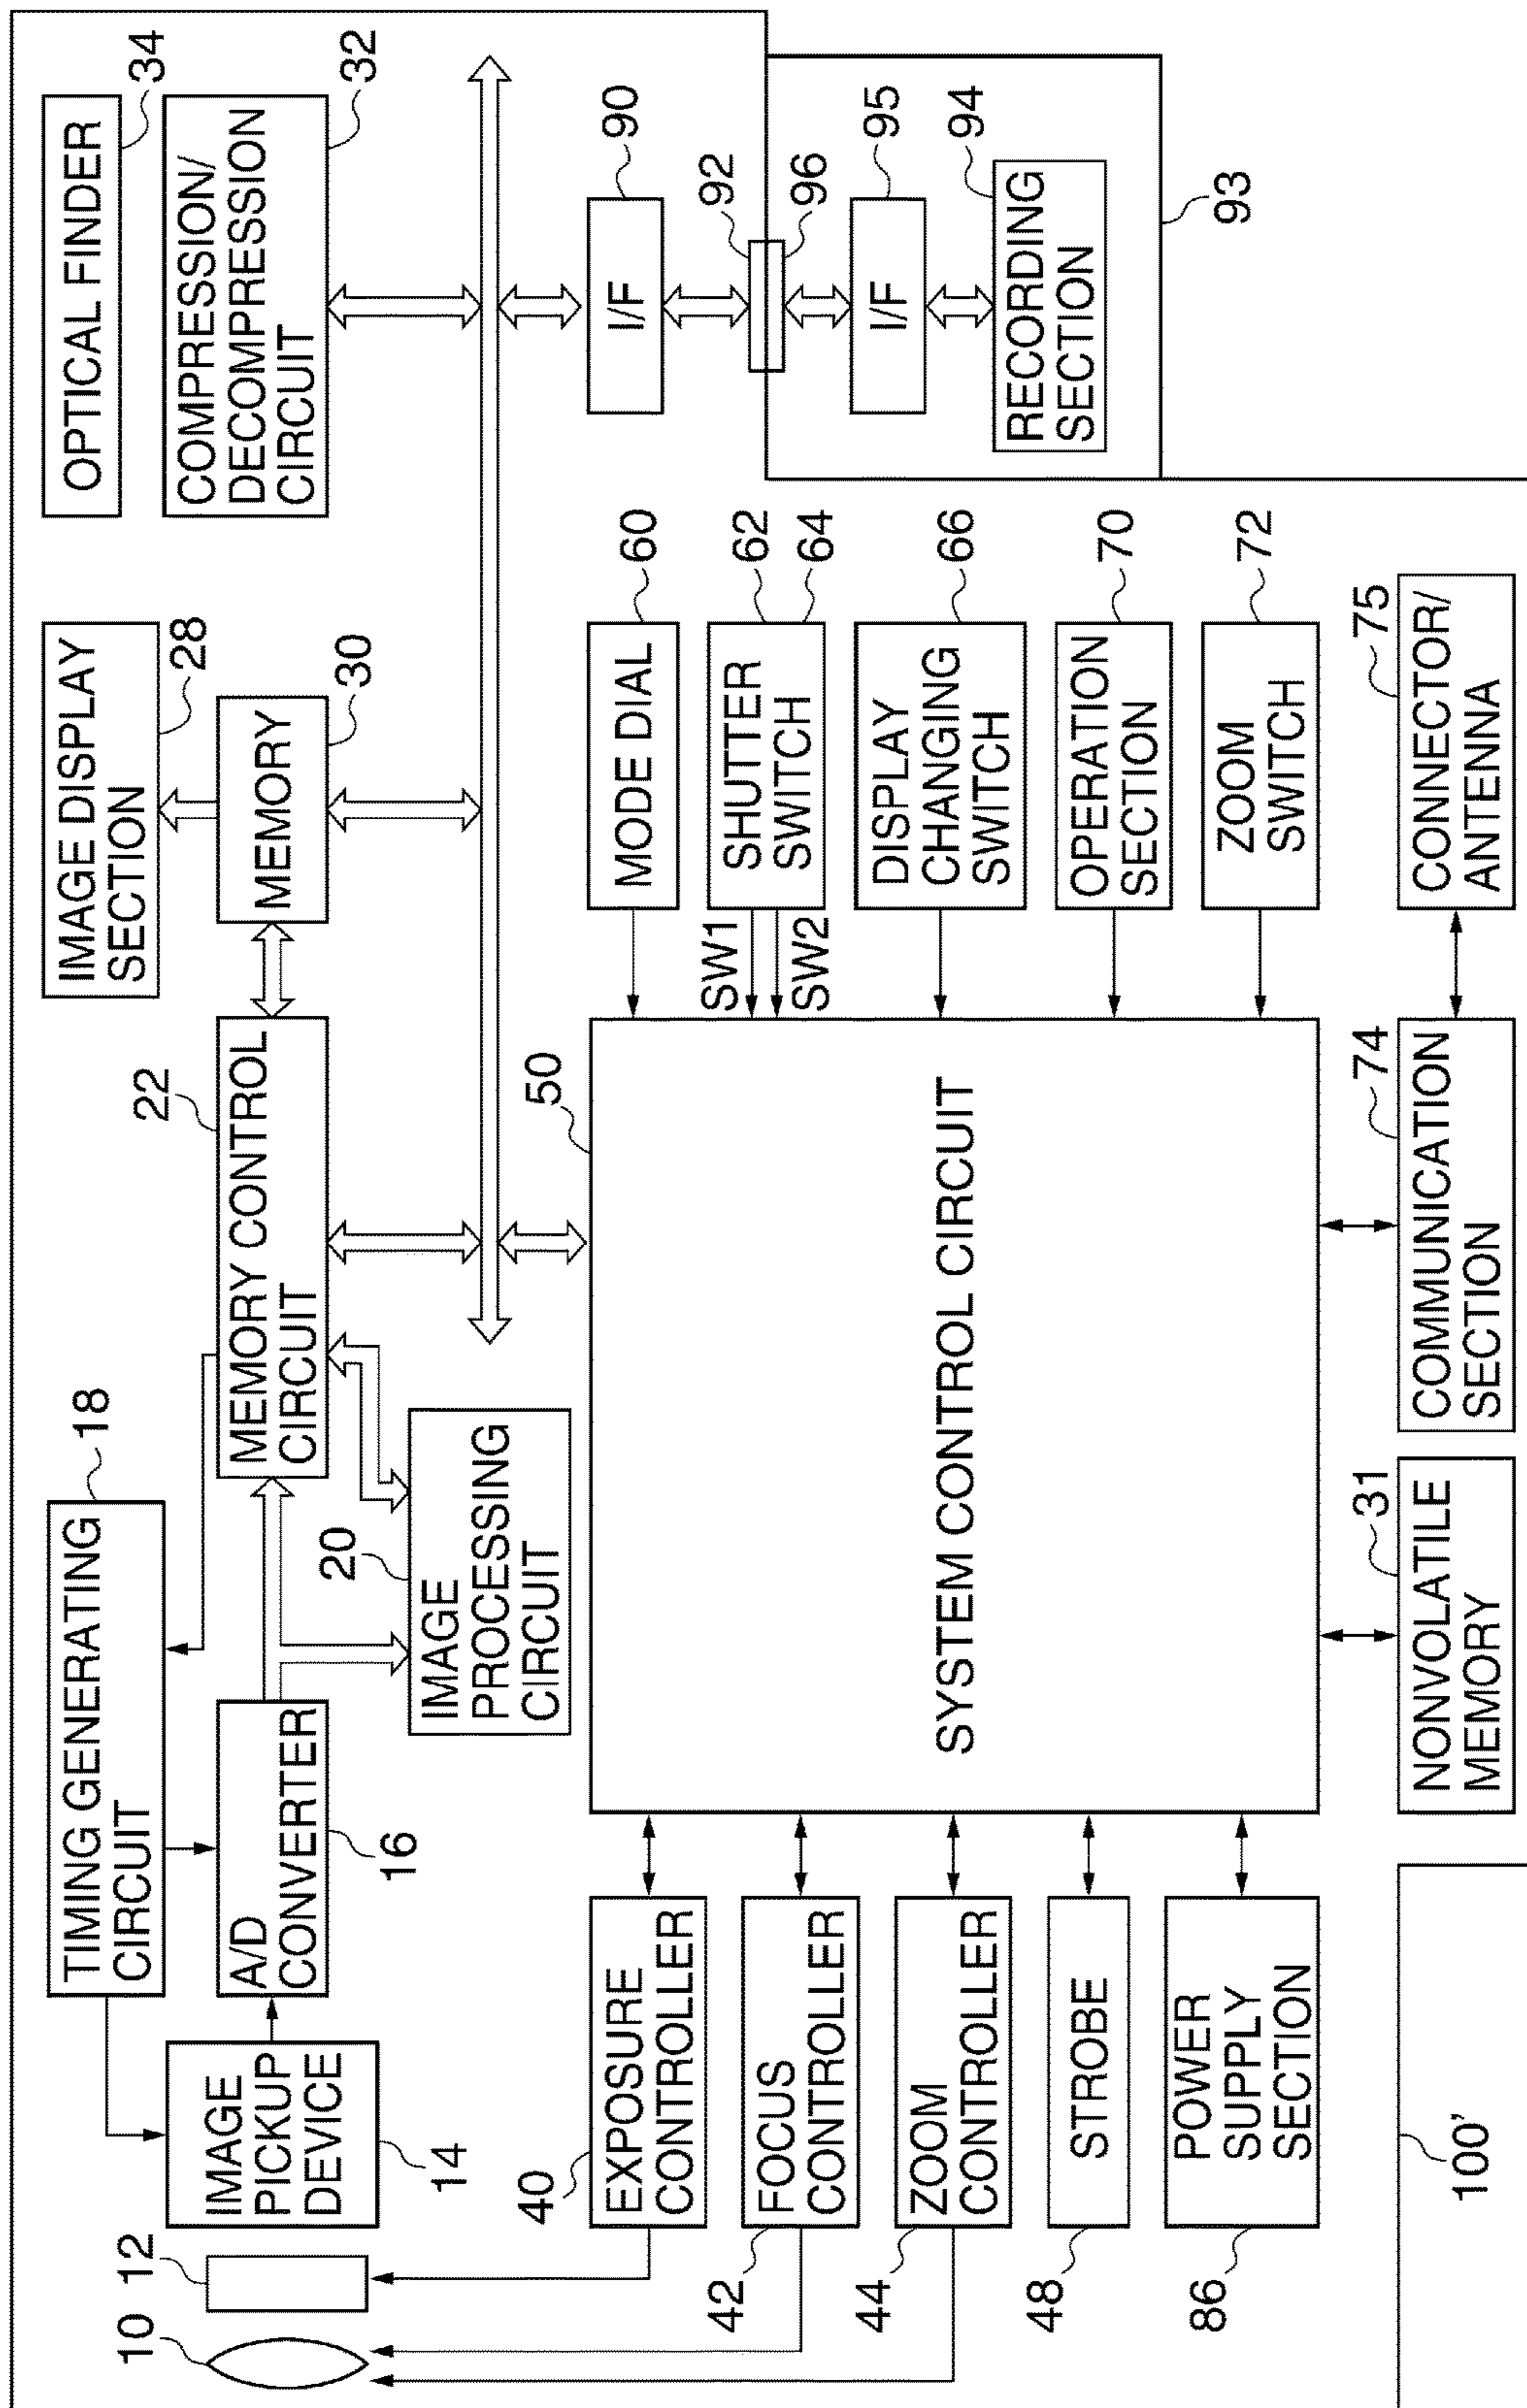 TIMING GENERATING
CIRCUIT
18
IMAGE DISPLAY
SECTION
28
OPTICAL FINDER
34
10
12
IMAGE
PICKUP
DEVICE
14
A/D
CONVERTER
16
22
MEMORY CONTROL
CIRCUIT
MEMORY
30
COMPRESSION/
DECOMPRESSION
CIRCUIT
32
20
IMAGE
PROCESSING
CIRCUIT
50
SYSTEM CONTROL CIRCUIT
40
EXPOSURE
CONTROLLER
42
FOCUS
CONTROLLER
44
ZOOM
CONTROLLER
48
STROBE
86
POWER
SUPPLY
SECTION
MODE DIAL
60
SW1
SW2
SHUTTER
SWITCH
62
64
DISPLAY
CHANGING
SWITCH
66
OPERATION
SECTION
70
ZOOM
SWITCH
72
I/F
90
92
96
I/F
95
RECORDING
SECTION
94
93
NONVOLATILE
MEMORY
31
COMMUNICATION
SECTION
74
CONNECTOR/
ANTENNA
75
100'